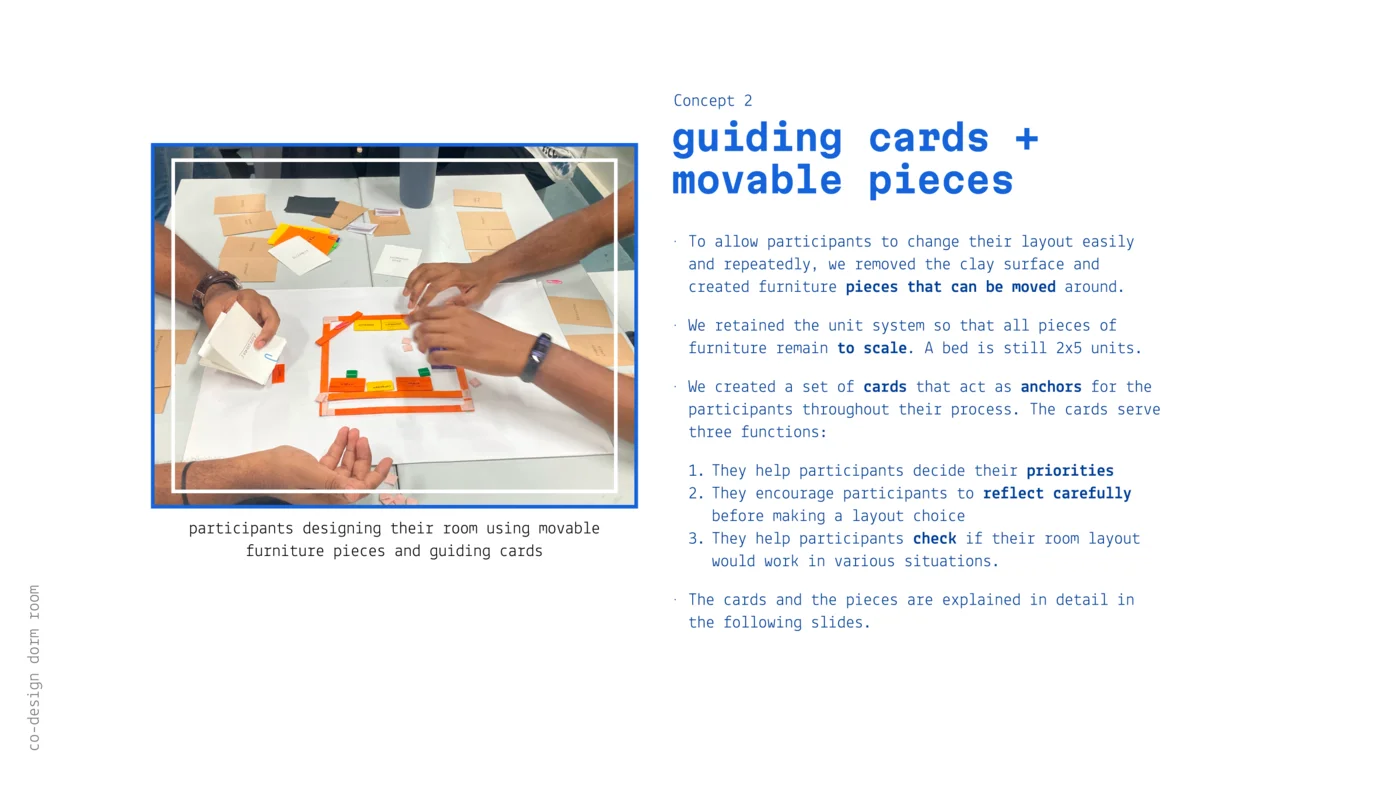 Concept 2
guiding cards +
movable pieces
· To allow participants to change their layout easily
and repeatedly, we removed the clay surface and
created furniture pieces that can be moved around.
· We retained the unit system so that all pieces of
furniture remain to scale. A bed is still 2x5 units.
· We created a set of cards that act as anchors for the
participants throughout their process. The cards serve
three functions:
1. They help participants decide their priorities
2. They encourage participants to reflect carefully
before making a layout choice
3. They help participants check if their room layout
would work in various situations.
· The cards and the pieces are explained in detail in
the following slides.
participants designing their room using movable
furniture pieces and guiding cards
co-design dorm room